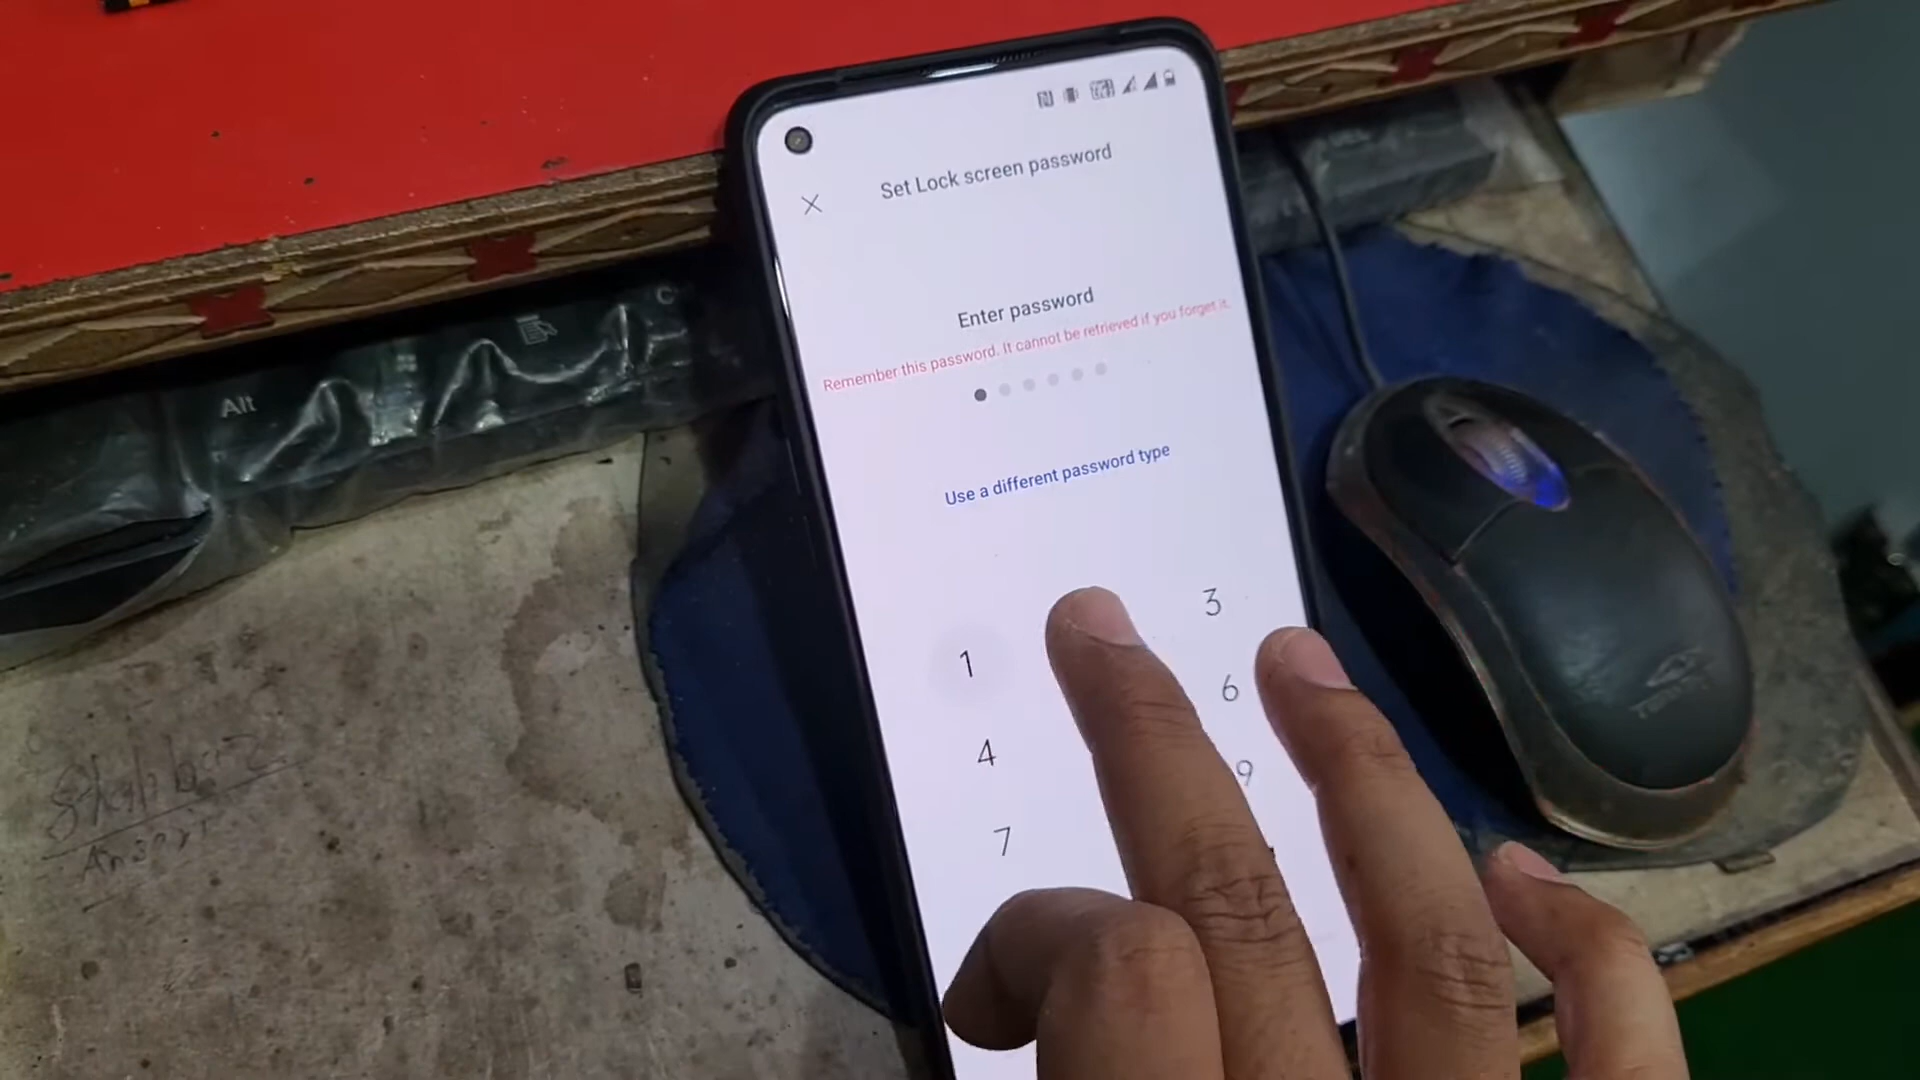 Set Lock screen password
Enter password
Remember this password. It cannot be retrieved if you forget it.
Use a different password type
1
3
4
6
7
9
Alt
C
Ansari